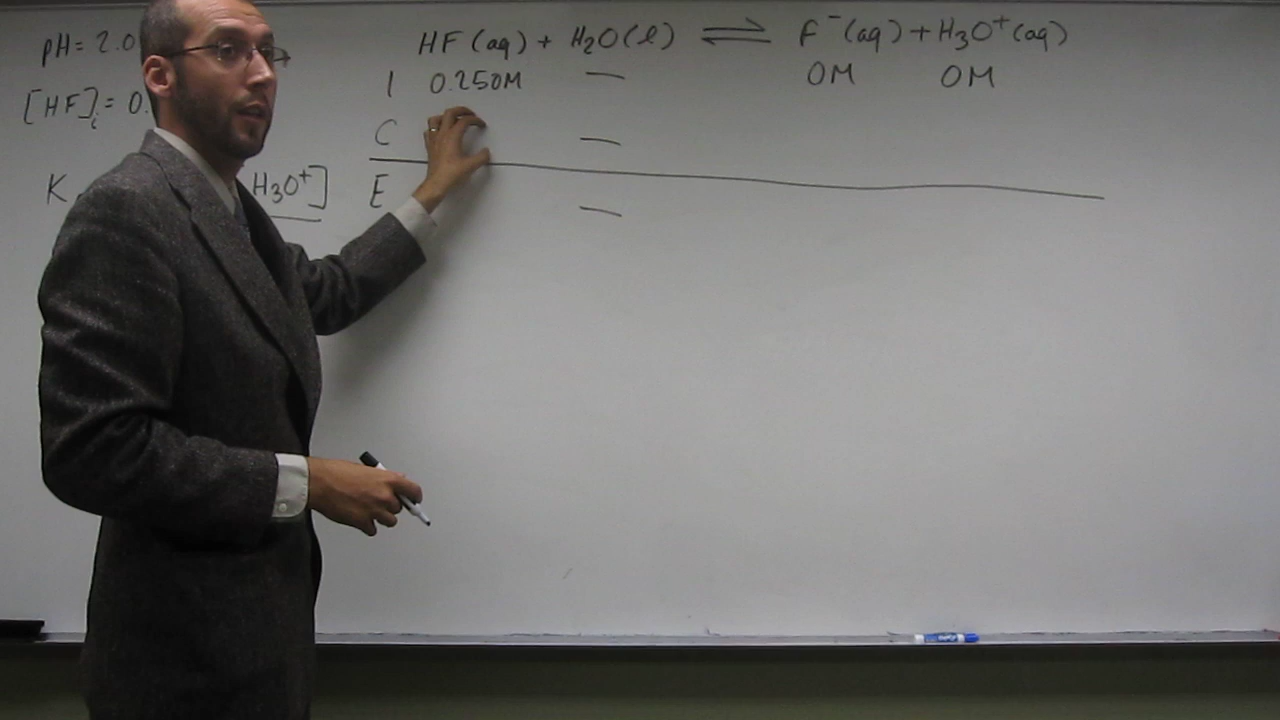 pH = 2.0
[HF]i = 0.
K H3O⁺]
HF (aq) + H2O(l) ⇌ F⁻(aq) + H3O⁺(aq)
I 0.250M — 0M 0M
C —
E —